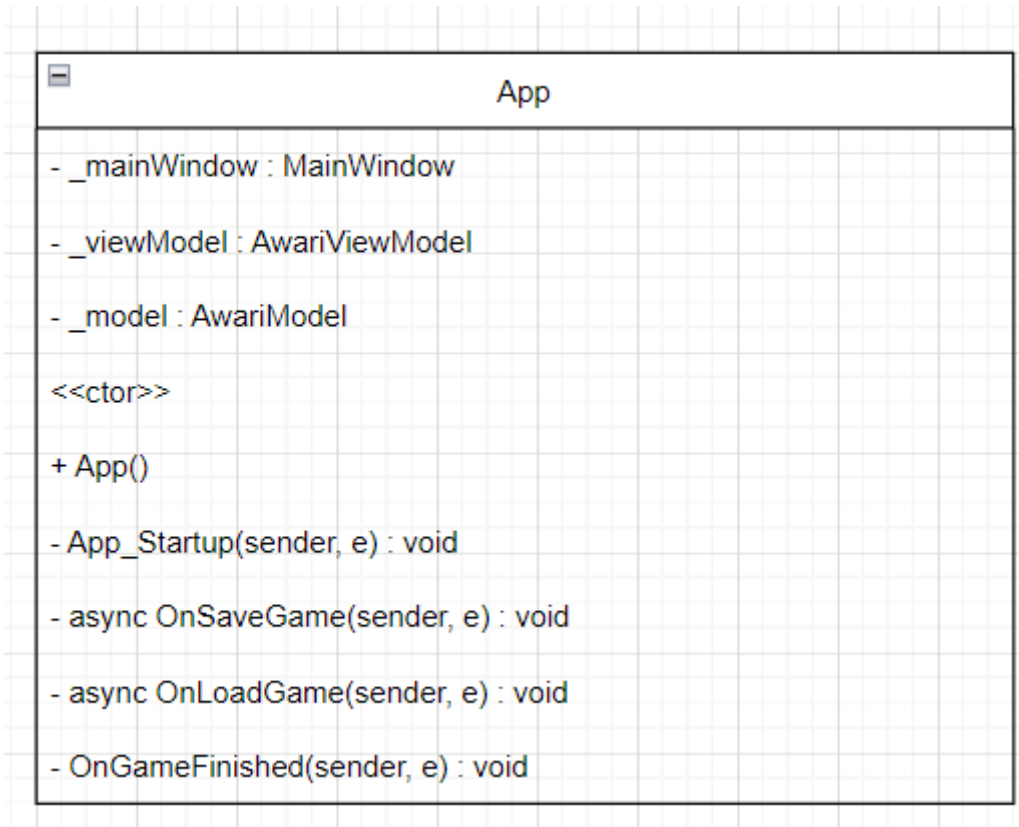 App
- _mainWindow : MainWindow
- _viewModel : AwariViewModel
- _model : AwariModel
<<ctor>>
+ App()
- App_Startup(sender, e) : void
- async OnSaveGame(sender, e) : void
- async OnLoadGame(sender, e) : void
- OnGameFinished(sender, e) : void